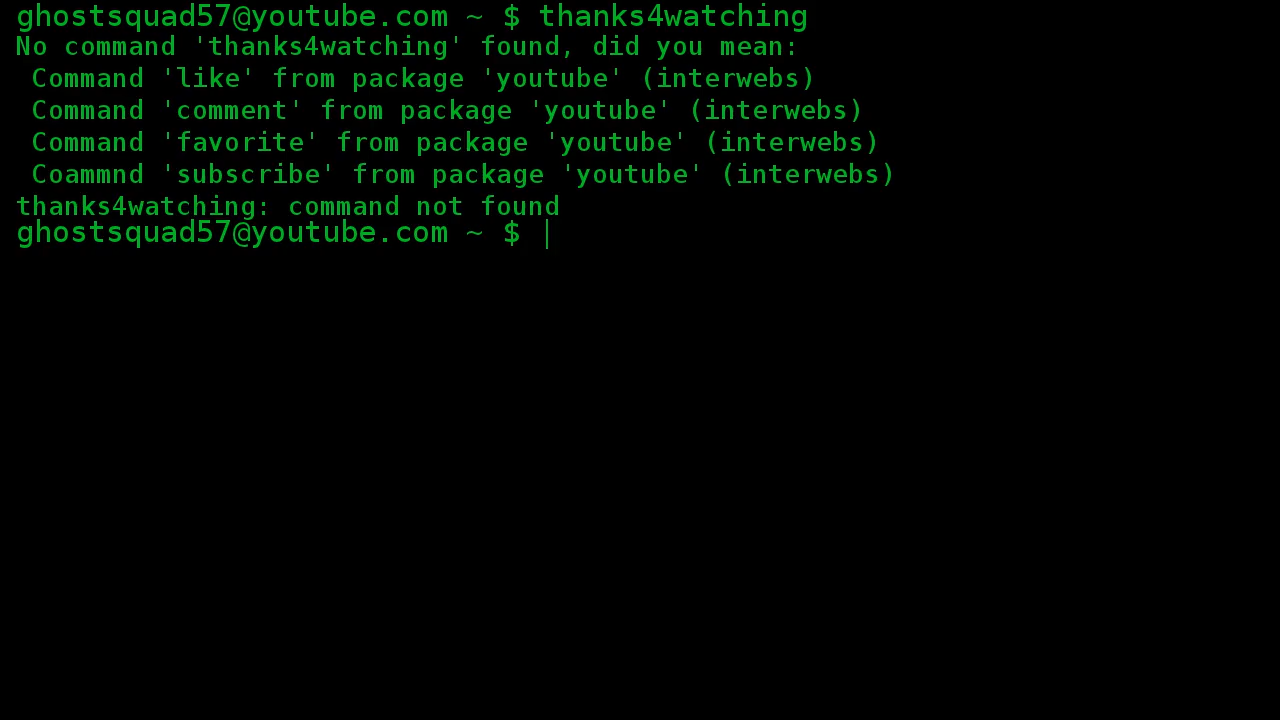 ghostsquad57@youtube.com ~ $ thanks4watching
No command 'thanks4watching' found, did you mean:
Command 'like' from package 'youtube' (interwebs)
Command 'comment' from package 'youtube' (interwebs)
Command 'favorite' from package 'youtube' (interwebs)
Coammnd 'subscribe' from package 'youtube' (interwebs)
thanks4watching: command not found
ghostsquad57@youtube.com ~ $ |